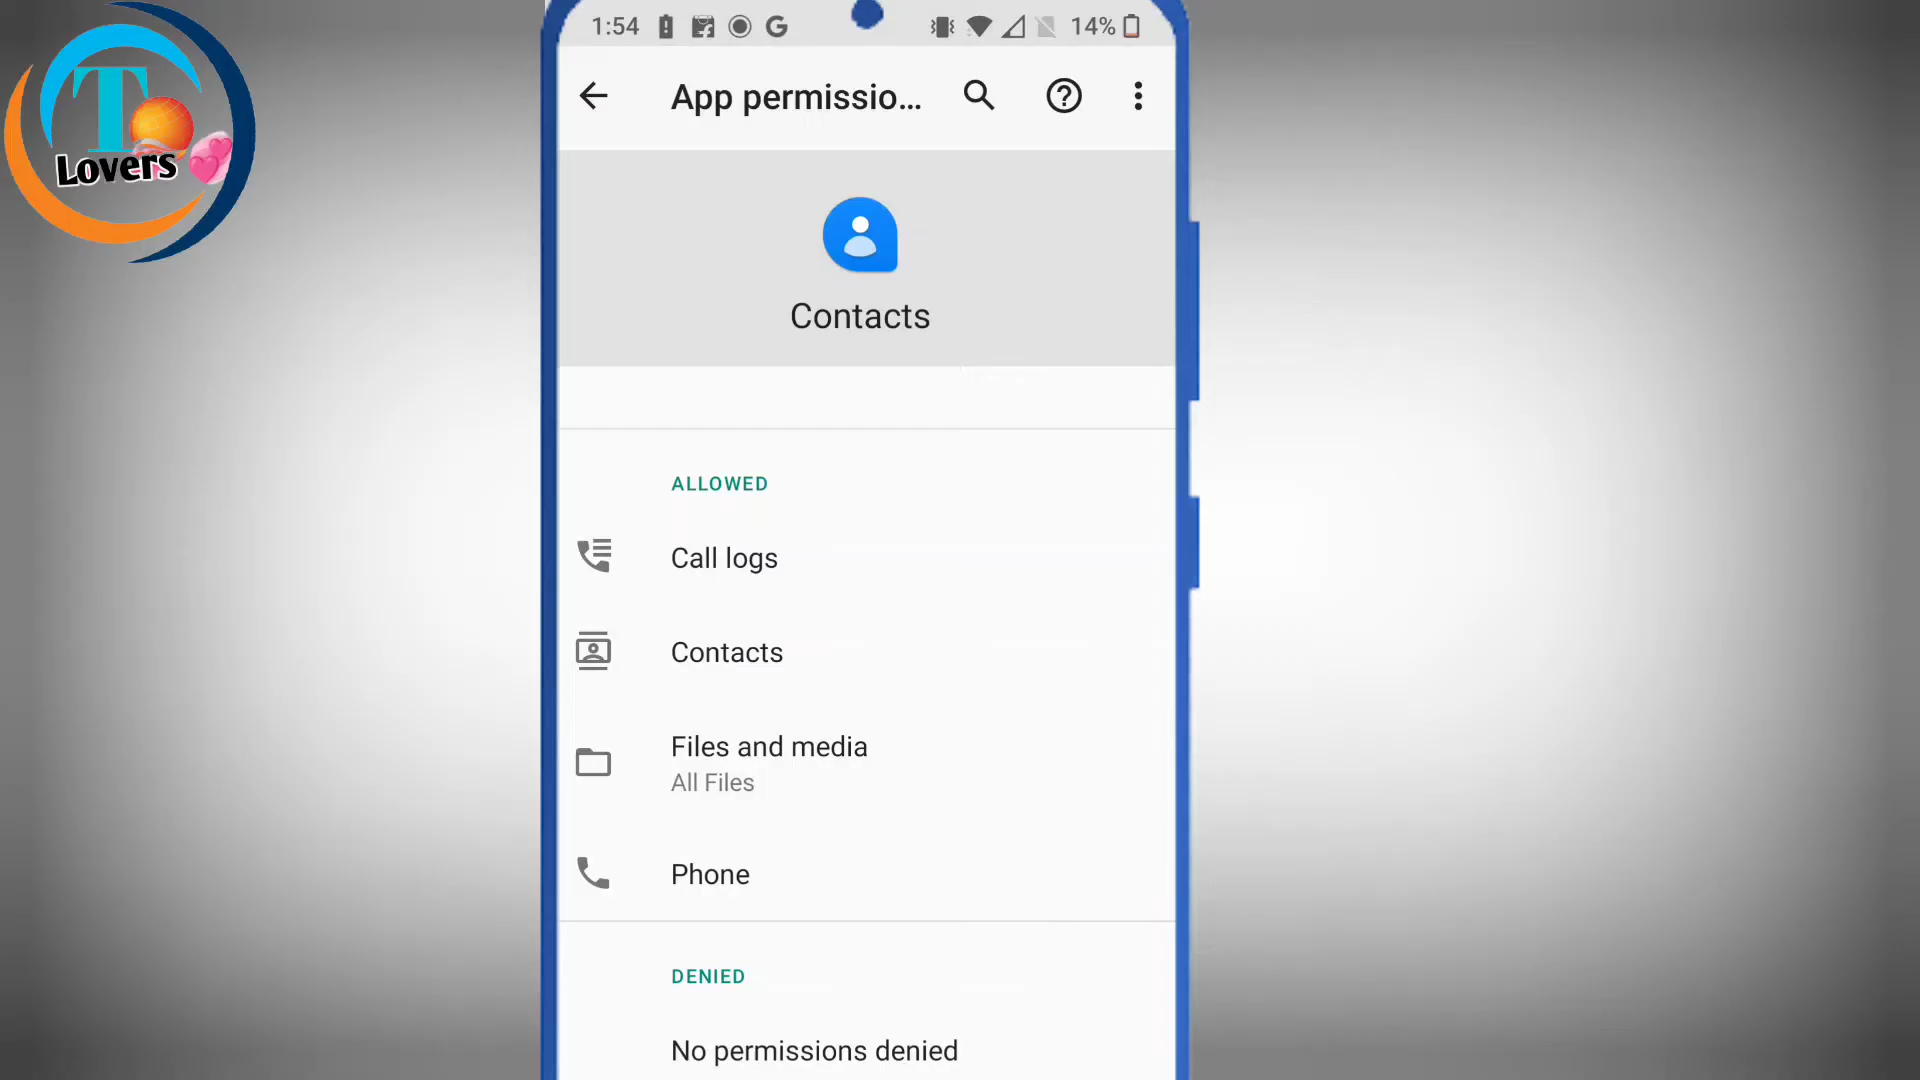 T
Lovers
1:54
14%
App permissio...
Contacts
ALLOWED
Call logs
Contacts
Files and media
All Files
Phone
DENIED
No permissions denied